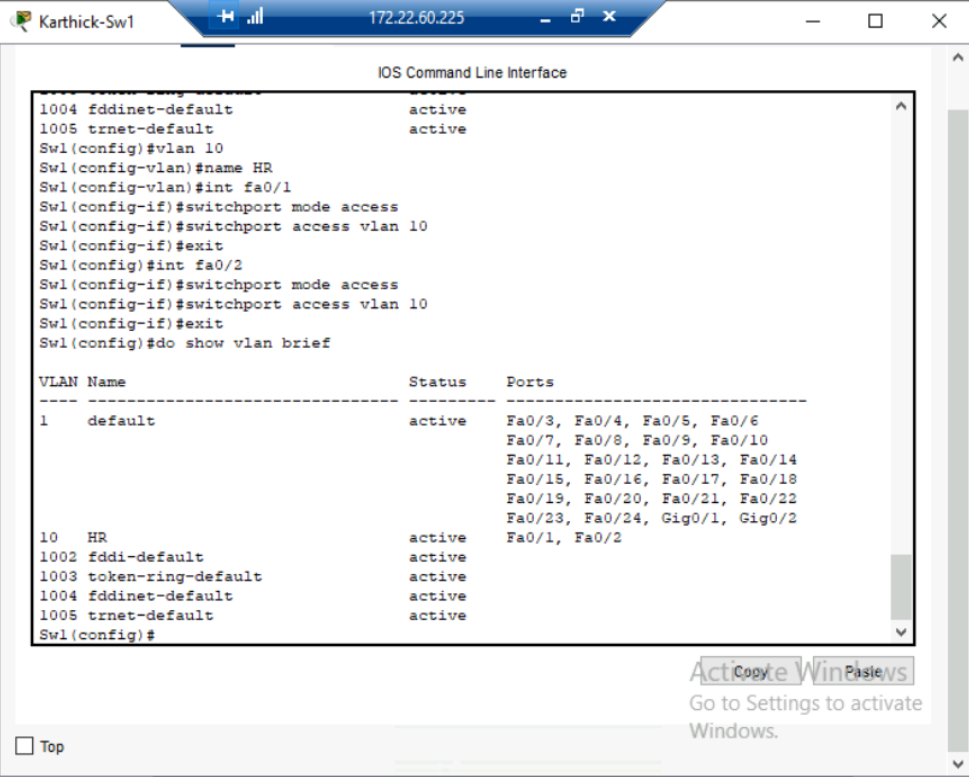 Karthick-Sw1
172.22.60.225
IOS Command Line Interface
1004 fddinet-default active
1005 trnet-default active
Sw1(config)#vlan 10
Sw1(config-vlan)#name HR
Sw1(config-vlan)#int fa0/1
Sw1(config-if)#switchport mode access
Sw1(config-if)#switchport access vlan 10
Sw1(config-if)#exit
Sw1(config)#int fa0/2
Sw1(config-if)#switchport mode access
Sw1(config-if)#switchport access vlan 10
Sw1(config-if)#exit
Sw1(config)#do show vlan brief
VLAN Name Status Ports
---- -------------------------------- --------- -------------------------------
1 default active Fa0/3, Fa0/4, Fa0/5, Fa0/6
Fa0/7, Fa0/8, Fa0/9, Fa0/10
Fa0/11, Fa0/12, Fa0/13, Fa0/14
Fa0/15, Fa0/16, Fa0/17, Fa0/18
Fa0/19, Fa0/20, Fa0/21, Fa0/22
Fa0/23, Fa0/24, Gig0/1, Gig0/2
10 HR active Fa0/1, Fa0/2
1002 fddi-default active
1003 token-ring-default active
1004 fddinet-default active
1005 trnet-default active
Sw1(config)#
Copy Paste
Activate Windows
Go to Settings to activate
Windows.
Top